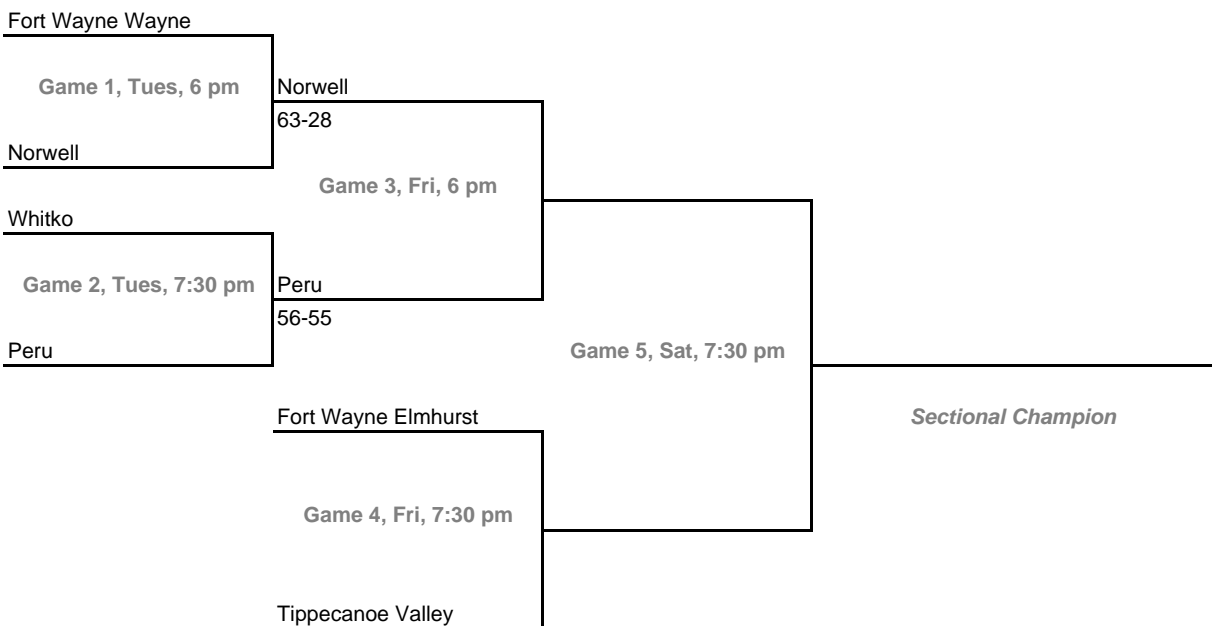 Fort Wayne Wayne
Game 1, Tues, 6 pm
Norwell
63-28
Norwell
Game 3, Fri, 6 pm
Whitko
Game 2, Tues, 7:30 pm
Peru
56-55
Peru
Game 5, Sat, 7:30 pm
Fort Wayne Elmhurst
Sectional Champion
Game 4, Fri, 7:30 pm
Tippecanoe Valley